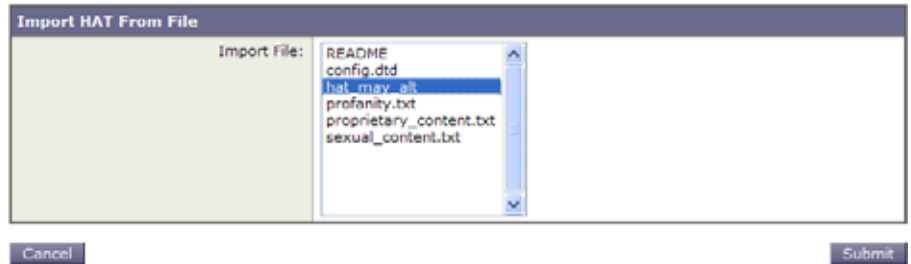 Import HAT From File
Import File:
README
config.dtd
hat_may_alt
profanity.txt
proprietary_content.txt
sexual_content.txt
Cancel
Submit